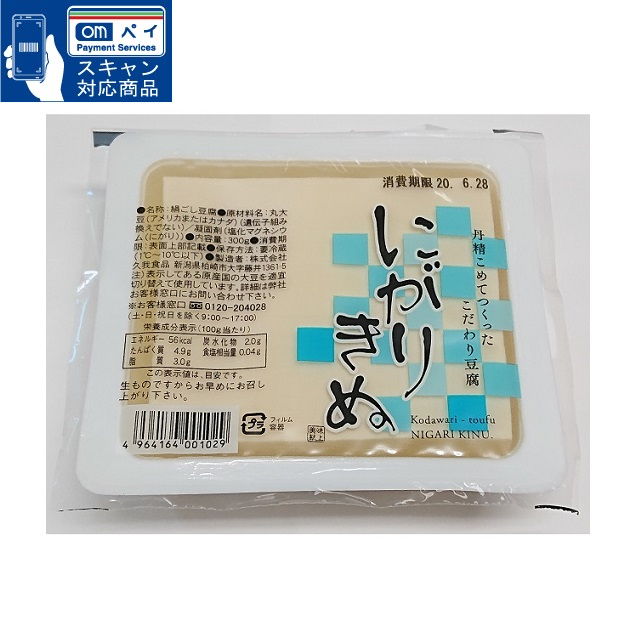 om ペイ
Payment Services
スキャン
対応商品
消費期限 20. 6.28
丹精こめてつくった
こだわり豆腐
にがり
きぬ
Kodawari - toufu
NIGARI KINU.
●名称:絹ごし豆腐●原材料名:丸大
豆(アメリカまたはカナダ)(遺伝子組み
換えでない)/凝固剤(塩化マグネシウ
ム(にがり))●内容量:300g●消費期
限:表面上部記載●保存方法:要冷蔵
(1℃~10℃以下)●製造者:株式会社
久我食品 新潟県柏崎市大字藤井1361-5
注)表示してある原産国の大豆を適宜
切り替えて使用しています。詳細は弊社
お客様窓口にお問い合わせ下さい。
※お客様窓口 0120-204028
(土・日・祝日を除く9:00~17:00)
栄養成分表示(100g当たり)
エネルギー 56kcal 炭水化物 2.0g
たんぱく質 4.9g 食塩相当量 0.04g
脂 質 3.0g
この表示値は、目安です。
生ものですからお早めにお召し
上がり下さい。
4 964164 001029
プラ
フィルム
容器